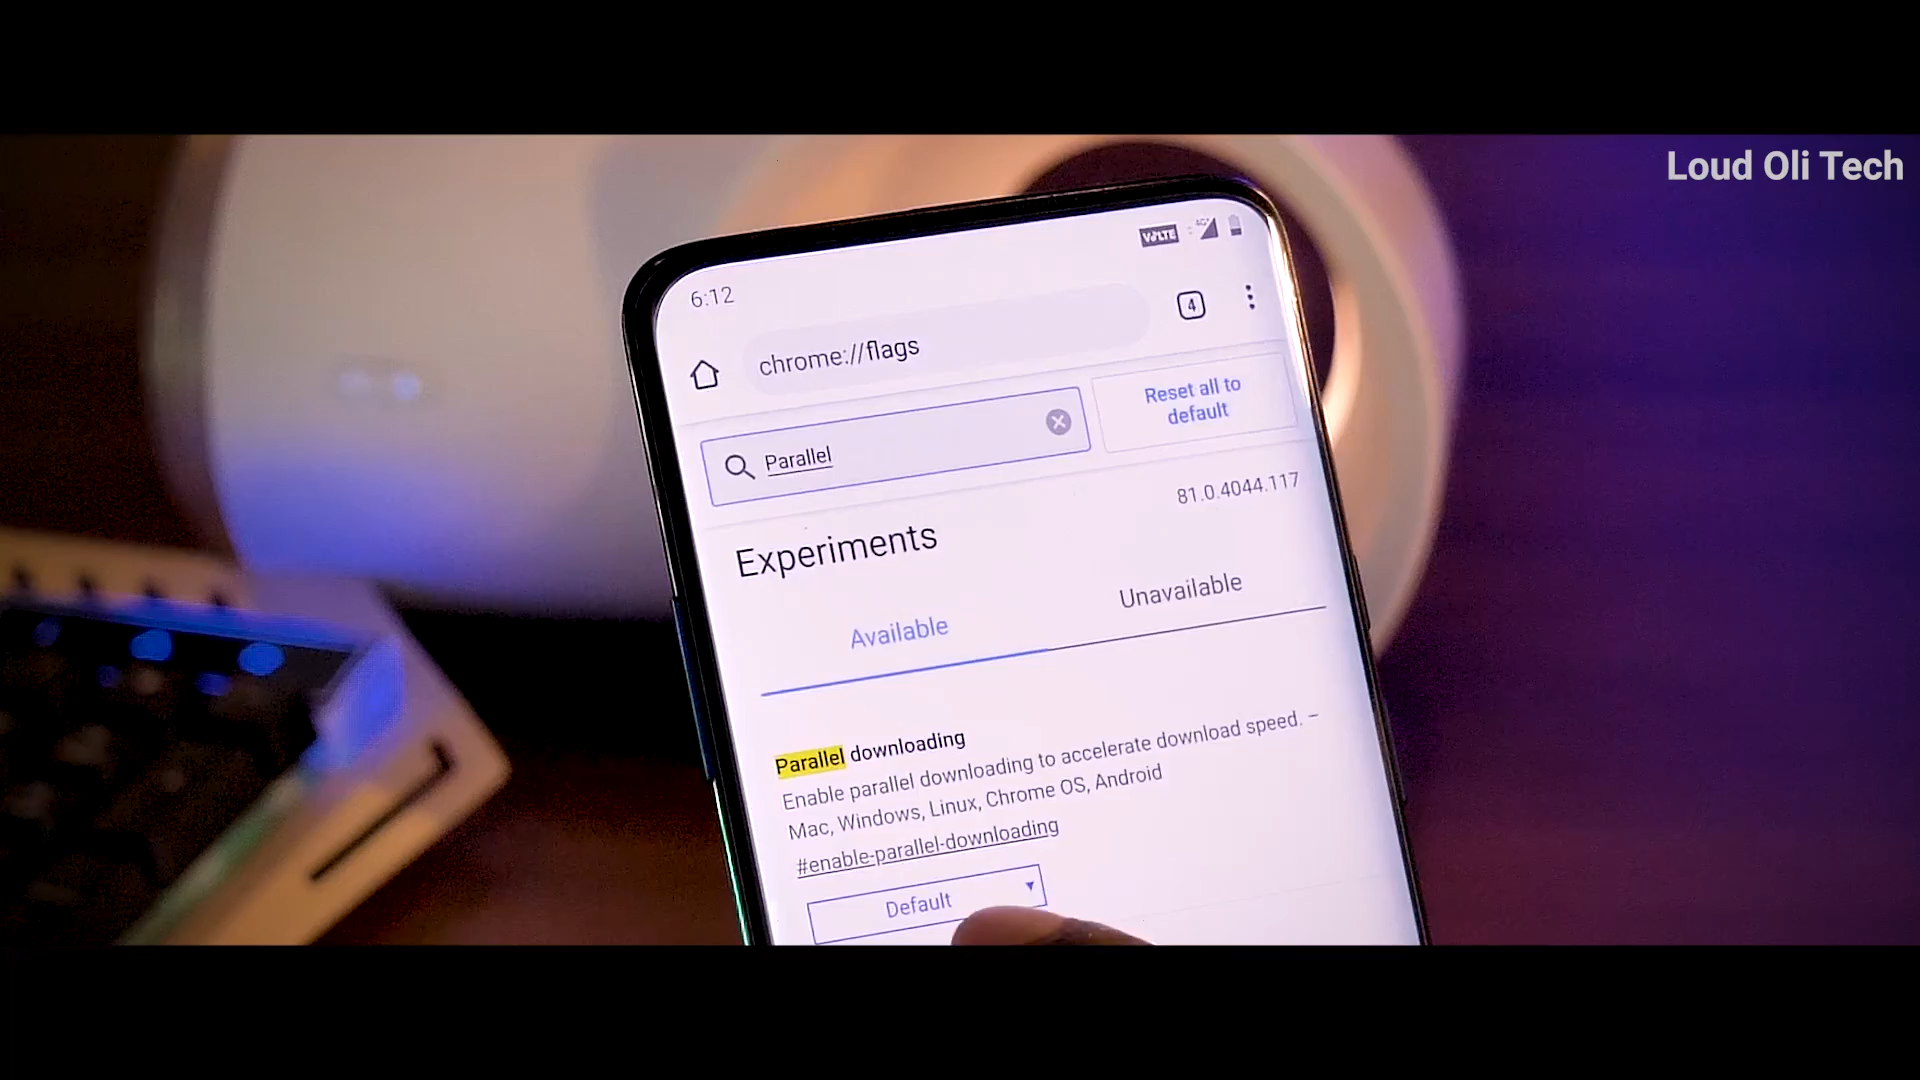 Loud Oli Tech
VoLTE 4G+
6:12
4
chrome://flags
Reset all to
default
Parallel
81.0.4044.117
Experiments
Available
Unavailable
Parallel downloading
Enable parallel downloading to accelerate download speed. –
Mac, Windows, Linux, Chrome OS, Android
#enable-parallel-downloading
Default